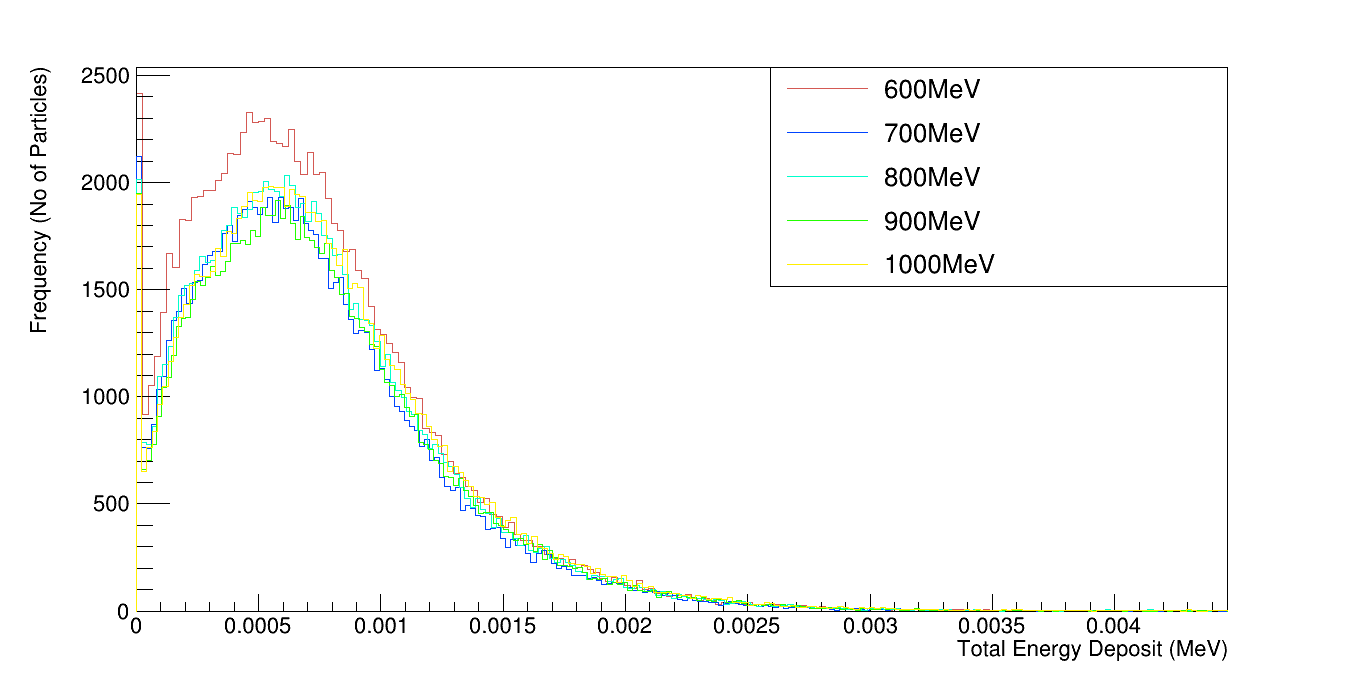 Frequency (No of Particles)
2500
2000
1500
1000
500
0
600MeV
700MeV
800MeV
900MeV
1000MeV
0 0.0005 0.001 0.0015 0.002 0.0025 0.003 0.0035 0.004
Total Energy Deposit (MeV)